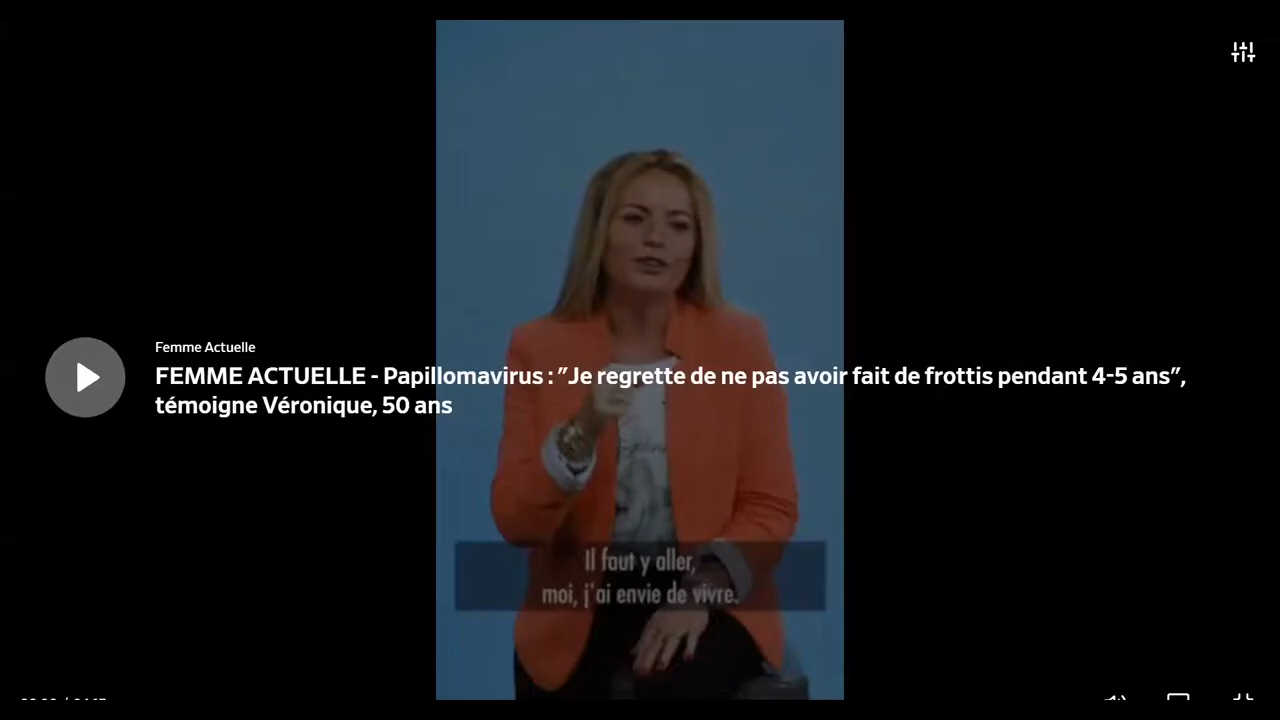 Femme Actuelle
FEMME ACTUELLE - Papillomavirus : "Je regrette de ne pas avoir fait de frottis pendant 4-5 ans",
témoigne Véronique, 50 ans
Il faut y aller,
moi, j'ai envie de vivre.